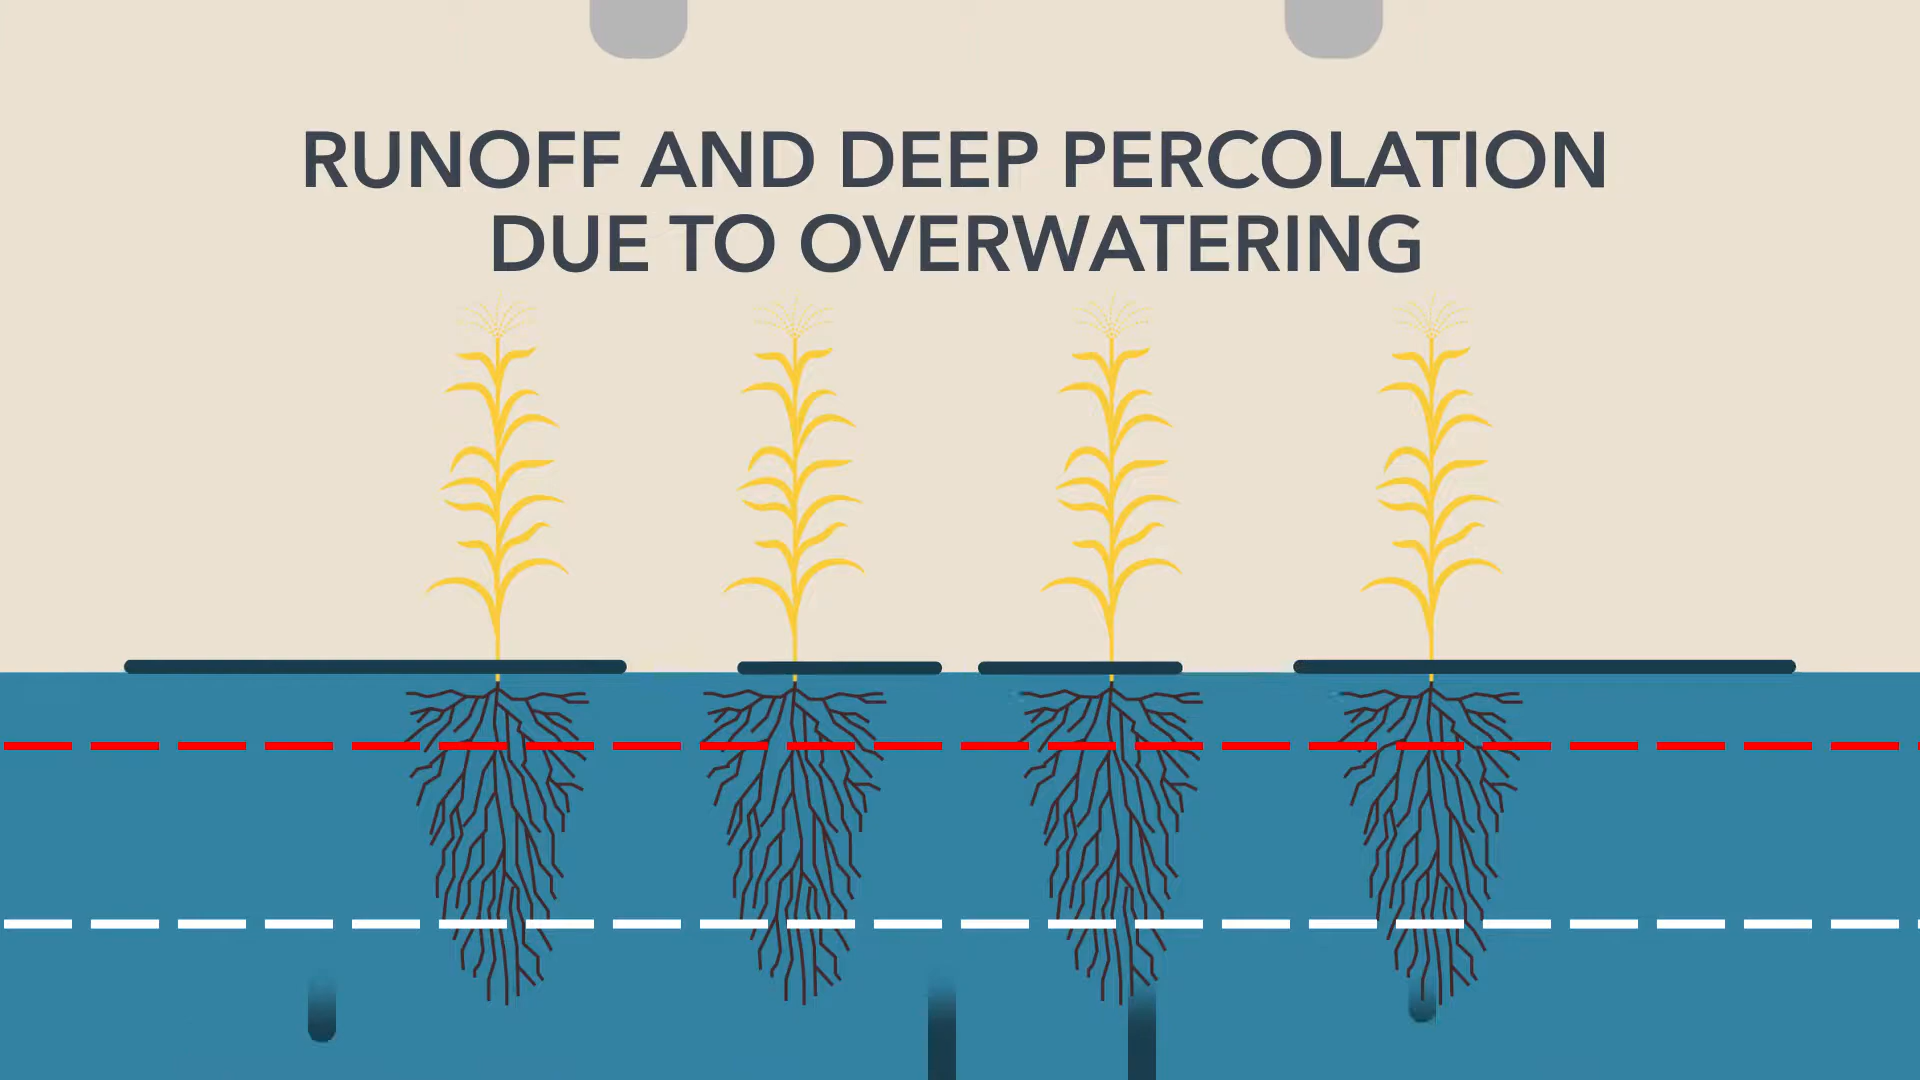 RUNOFF AND DEEP PERCOLATION
DUE TO OVERWATERING